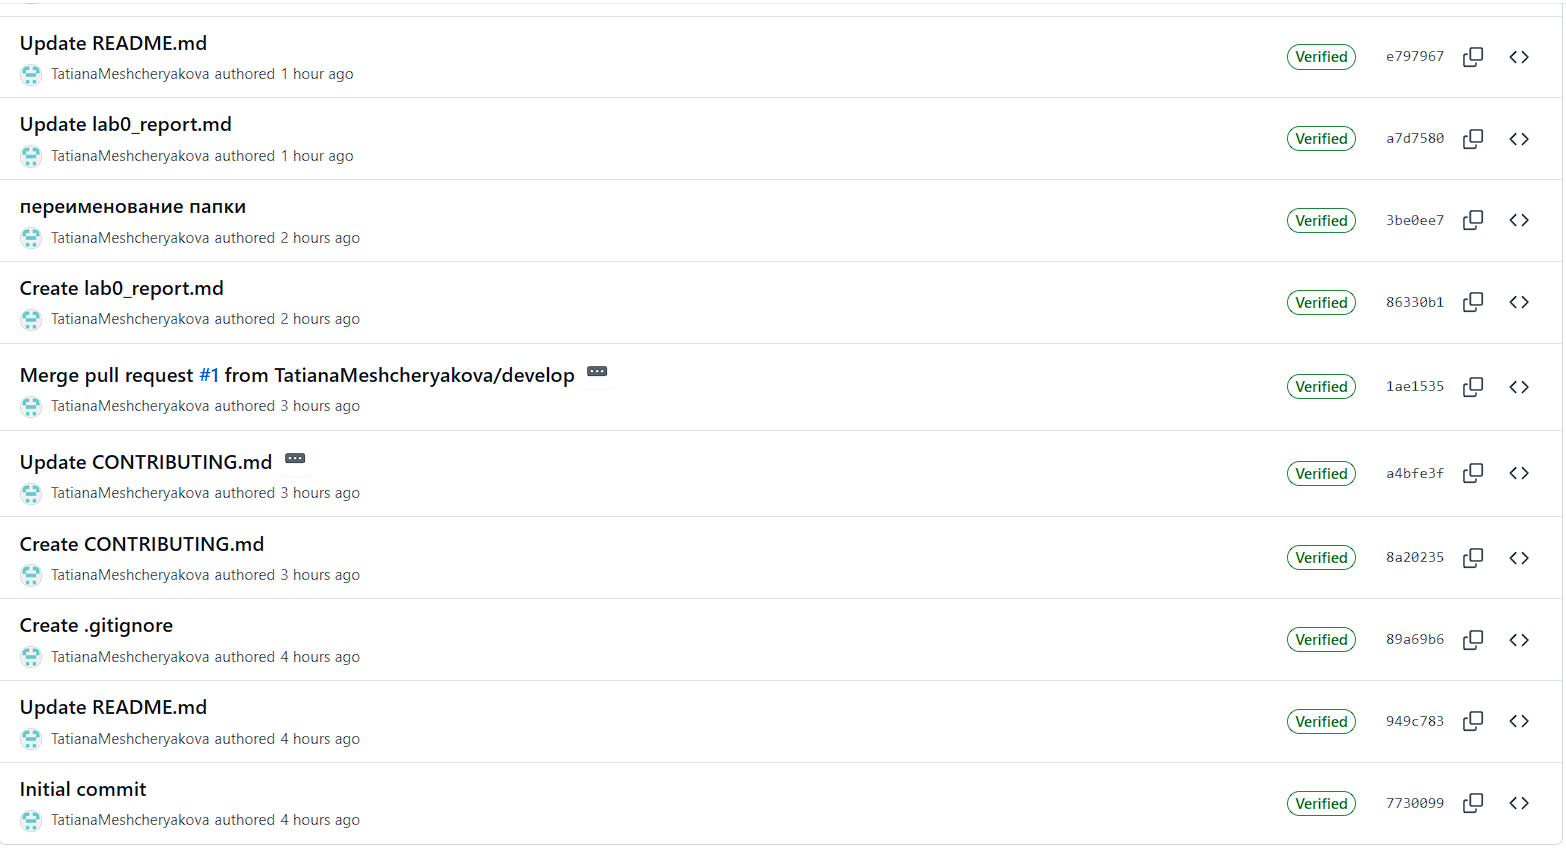 Update README.md
TatianaMeshcheryakova authored 1 hour ago
Verified
e797967
Update lab0_report.md
TatianaMeshcheryakova authored 1 hour ago
Verified
a7d7580
переименование папки
TatianaMeshcheryakova authored 2 hours ago
Verified
3be0ee7
Create lab0_report.md
TatianaMeshcheryakova authored 2 hours ago
Verified
86330b1
Merge pull request #1 from TatianaMeshcheryakova/develop
TatianaMeshcheryakova authored 3 hours ago
Verified
1ae1535
Update CONTRIBUTING.md
TatianaMeshcheryakova authored 3 hours ago
Verified
a4bfe3f
Create CONTRIBUTING.md
TatianaMeshcheryakova authored 3 hours ago
Verified
8a20235
Create .gitignore
TatianaMeshcheryakova authored 4 hours ago
Verified
89a69b6
Update README.md
TatianaMeshcheryakova authored 4 hours ago
Verified
949c783
Initial commit
TatianaMeshcheryakova authored 4 hours ago
Verified
7730099